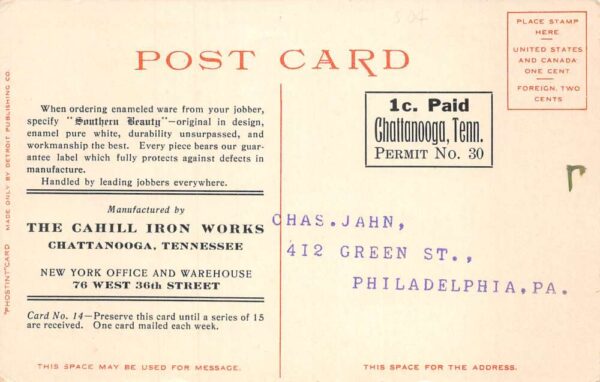 POST CARD
PLACE STAMP
HERE
UNITED STATES
AND CANADA
ONE CENT
FOREIGN, TWO
CENTS
When ordering enameled ware from your jobber,
specify "Southern Beauty"—original in design,
enamel pure white, durability unsurpassed, and
workmanship the best. Every piece bears our guar-
antee label which fully protects against defects in
manufacture.
Handled by leading jobbers everywhere.
Manufactured by
THE CAHILL IRON WORKS
CHATTANOOGA, TENNESSEE
NEW YORK OFFICE AND WAREHOUSE
76 WEST 36th STREET
Card No. 14—Preserve this card until a series of 15
are received. One card mailed each week.
THIS SPACE MAY BE USED FOR MESSAGE.
"PHOSTINT" CARD MADE ONLY BY DETROIT PUBLISHING CO.
1c. Paid
Chattanooga, Tenn.
PERMIT No. 30
CHAS.JAHN,
412 GREEN ST.,
PHILADELPHIA,PA.
THIS SPACE FOR THE ADDRESS.